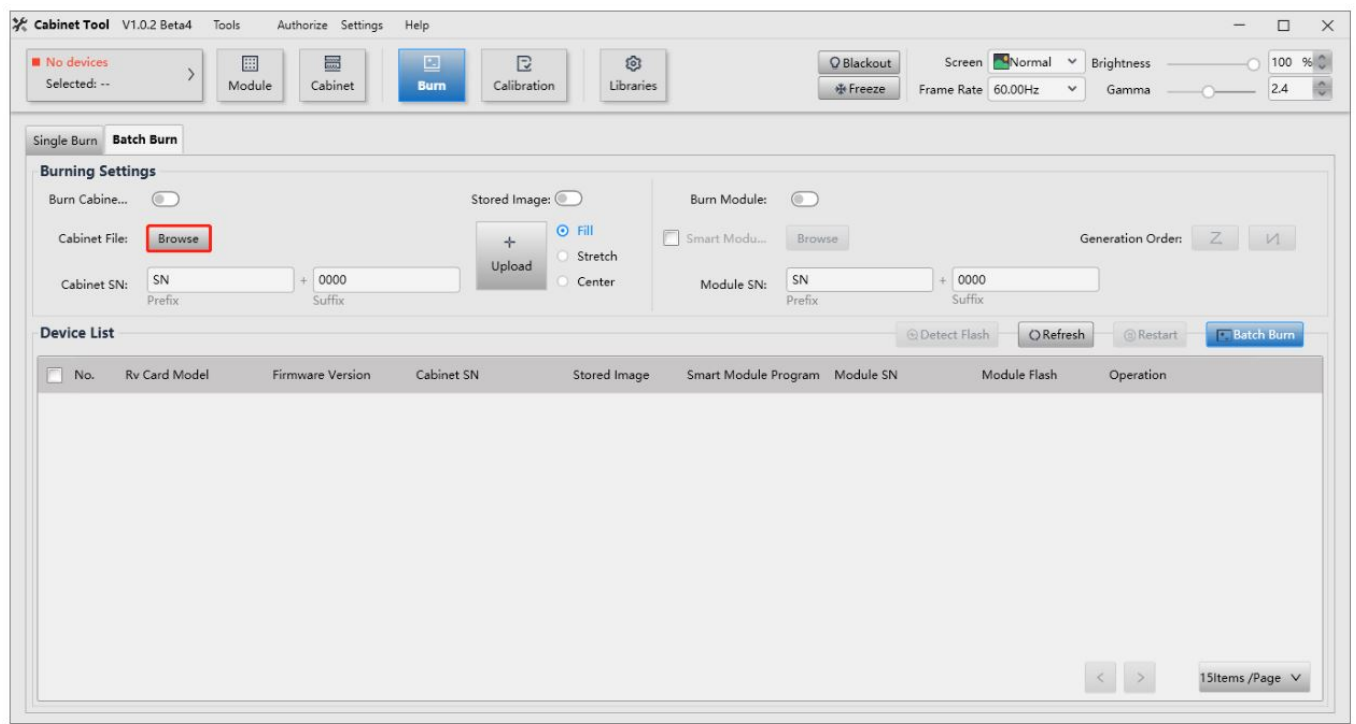 Cabinet Tool V1.0.2 Beta4 Tools Authorize Settings Help
No devices
Selected: --
Module Cabinet Burn Calibration Libraries
Blackout Screen Normal Brightness 100 %
Freeze Frame Rate 60.00Hz Gamma 2.4
Single Burn Batch Burn
Burning Settings
Burn Cabine... Stored Image: Burn Module:
Cabinet File: Browse + Upload Fill Smart Modu... Browse Generation Order: Z
Stretch
Cabinet SN: SN + 0000 Center Module SN: SN + 0000
Prefix Suffix Prefix Suffix
Device List Detect Flash Refresh Restart Batch Burn
No. Rv Card Model Firmware Version Cabinet SN Stored Image Smart Module Program Module SN Module Flash Operation
< > 15Items /Page